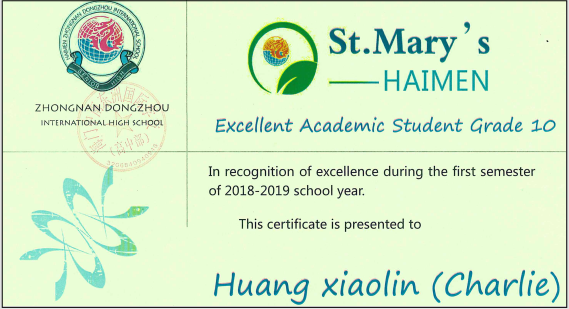 HAIMEN ZHONGNAN DONGZHOU INTERNATIONAL SCHOOL
ZHONGNAN DONGZHOU
INTERNATIONAL HIGH SCHOOL
St.Mary's
HAIMEN
Excellent Academic Student Grade 10
In recognition of excellence during the first semester
of 2018-2019 school year.
This certificate is presented to
Huang xiaolin (Charlie)